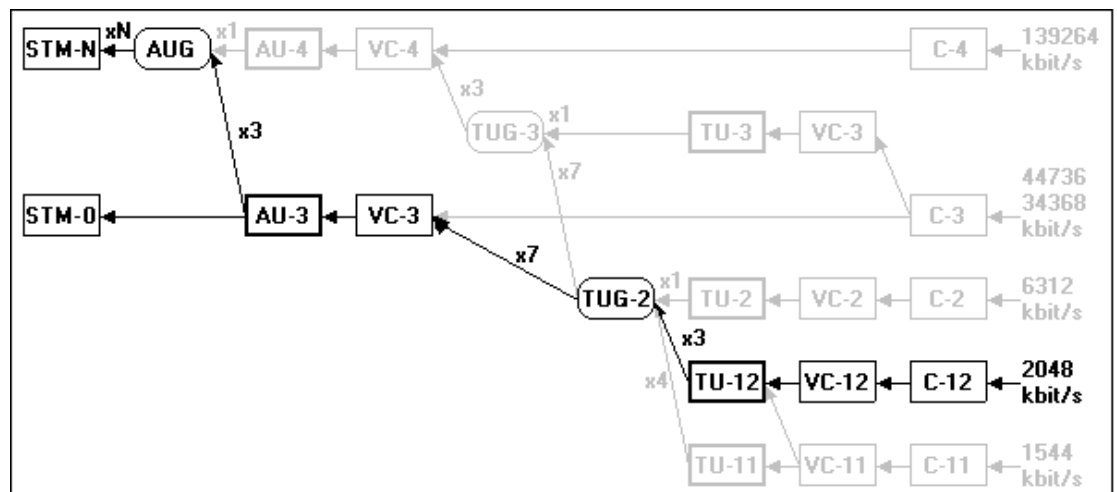 xN x1 139264
STM-N AUG AU-4 VC-4 C-4 kbit/s
x3
x3 TUG-3 x1 TU-3 VC-3
x7 44736
STM-0 AU-3 VC-3 C-3 34368
kbit/s
x7
TUG-2 x1 TU-2 VC-2 C-2 6312
kbit/s
x3
x4 TU-12 VC-12 C-12 2048
kbit/s
TU-11 VC-11 C-11 1544
kbit/s